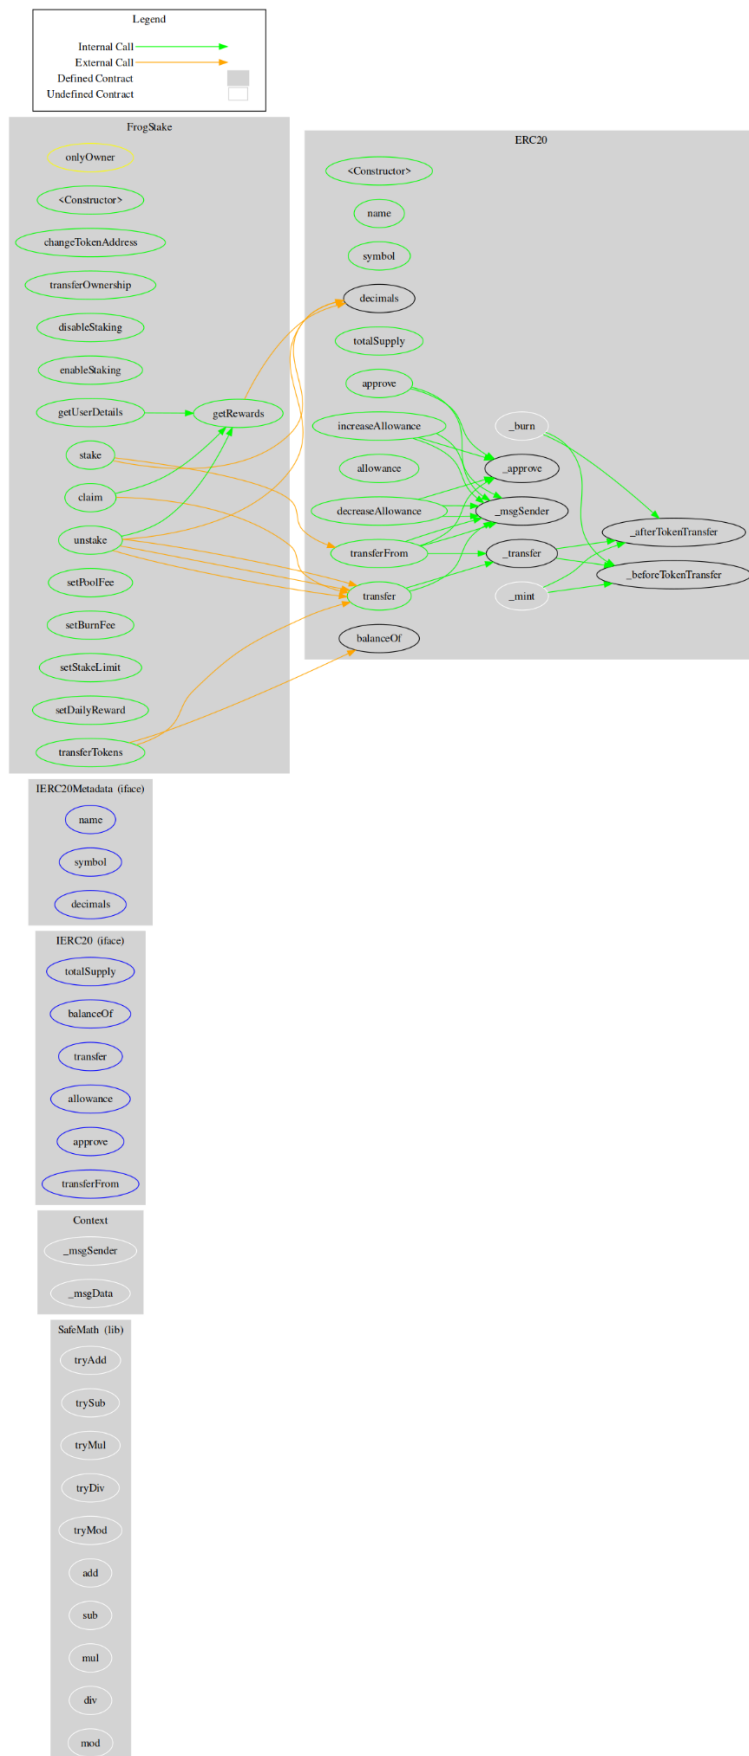 Legend
Internal Call
External Call
Defined Contract
Undefined Contract
FrogStake
onlyOwner
<Constructor>
changeTokenAddress
transferOwnership
disableStaking
enableStaking
getUserDetails
getRewards
stake
claim
unstake
setPoolFee
setBurnFee
setStakeLimit
setDailyReward
transferTokens
ERC20
<Constructor>
name
symbol
decimals
totalSupply
approve
increaseAllowance
allowance
decreaseAllowance
transferFrom
transfer
balanceOf
_burn
_approve
_msgSender
_transfer
_mint
_afterTokenTransfer
_beforeTokenTransfer
IERC20Metadata (iface)
name
symbol
decimals
IERC20 (iface)
totalSupply
balanceOf
transfer
allowance
approve
transferFrom
Context
_msgSender
_msgData
SafeMath (lib)
tryAdd
trySub
tryMul
tryDiv
tryMod
add
sub
mul
div
mod